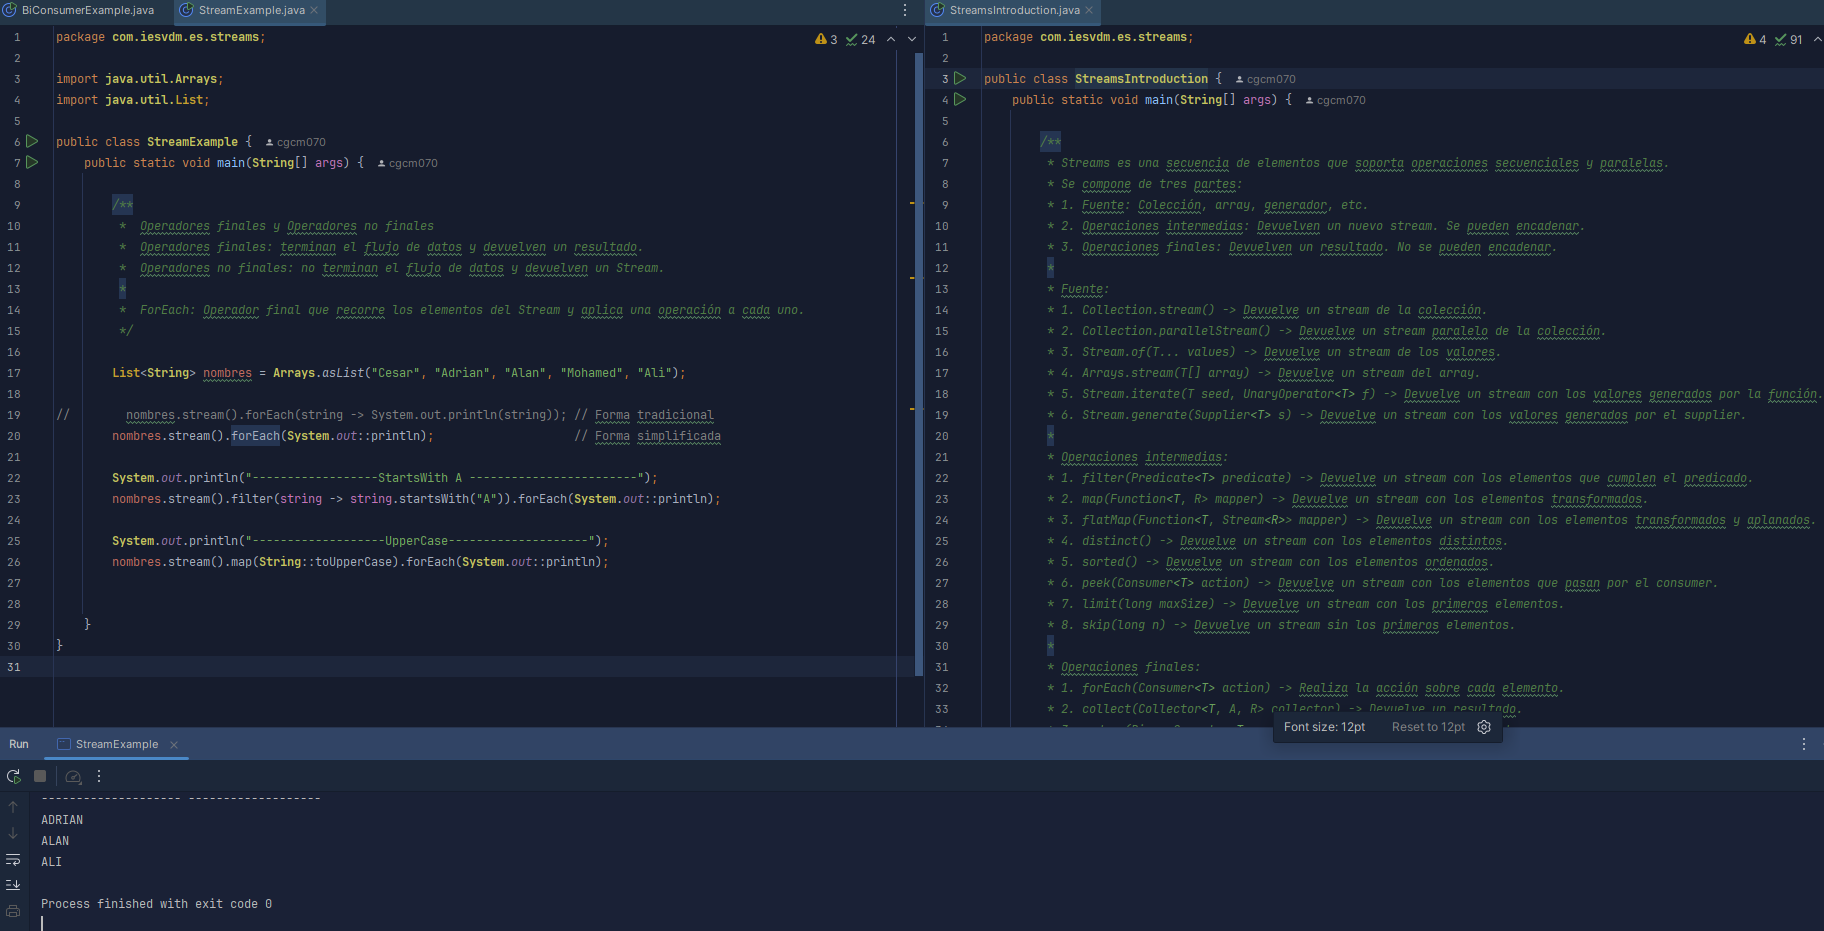 BiConsumerExample.java
StreamExample.java
1 package com.iesvdm.es.streams;
3 24
2
3 import java.util.Arrays;
4 import java.util.List;
5
6 public class StreamExample { cgcm070
7 public static void main(String[] args) { cgcm070
8
9 /**
10 * Operadores finales y Operadores no finales
11 * Operadores finales: terminan el flujo de datos y devuelven un resultado.
12 * Operadores no finales: no terminan el flujo de datos y devuelven un Stream.
13 *
14 * ForEach: Operador final que recorre los elementos del Stream y aplica una operación a cada uno.
15 */
16
17 List<String> nombres = Arrays.asList("Cesar", "Adrian", "Alan", "Mohamed", "Ali");
18
19 // nombres.stream().forEach(string -> System.out.println(string)); // Forma tradicional
20 nombres.stream().forEach(System.out::println); // Forma simplificada
21
22 System.out.println("------------------StartsWith A ------------------------");
23 nombres.stream().filter(string -> string.startsWith("A")).forEach(System.out::println);
24
25 System.out.println("-------------------UpperCase--------------------");
26 nombres.stream().map(String::toUpperCase).forEach(System.out::println);
27
28
29 }
30 }
31
StreamsIntroduction.java
1 package com.iesvdm.es.streams;
4 91
2
3 public class StreamsIntroduction { cgcm070
4 public static void main(String[] args) { cgcm070
5
6 /**
7 * Streams es una secuencia de elementos que soporta operaciones secuenciales y paralelas.
8 * Se compone de tres partes:
9 * 1. Fuente: Colección, array, generador, etc.
10 * 2. Operaciones intermedias: Devuelven un nuevo stream. Se pueden encadenar.
11 * 3. Operaciones finales: Devuelven un resultado. No se pueden encadenar.
12 *
13 * Fuente:
14 * 1. Collection.stream() -> Devuelve un stream de la colección.
15 * 2. Collection.parallelStream() -> Devuelve un stream paralelo de la colección.
16 * 3. Stream.of(T... values) -> Devuelve un stream de los valores.
17 * 4. Arrays.stream(T[] array) -> Devuelve un stream del array.
18 * 5. Stream.iterate(T seed, UnaryOperator<T> f) -> Devuelve un stream con los valores generados por la función.
19 * 6. Stream.generate(Supplier<T> s) -> Devuelve un stream con los valores generados por el supplier.
20 *
21 * Operaciones intermedias:
22 * 1. filter(Predicate<T> predicate) -> Devuelve un stream con los elementos que cumplen el predicado.
23 * 2. map(Function<T, R> mapper) -> Devuelve un stream con los elementos transformados.
24 * 3. flatMap(Function<T, Stream<R>> mapper) -> Devuelve un stream con los elementos transformados y aplanados.
25 * 4. distinct() -> Devuelve un stream con los elementos distintos.
26 * 5. sorted() -> Devuelve un stream con los elementos ordenados.
27 * 6. peek(Consumer<T> action) -> Devuelve un stream con los elementos que pasan por el consumer.
28 * 7. limit(long maxSize) -> Devuelve un stream con los primeros elementos.
29 * 8. skip(long n) -> Devuelve un stream sin los primeros elementos.
30 *
31 * Operaciones finales:
32 * 1. forEach(Consumer<T> action) -> Realiza la acción sobre cada elemento.
33 * 2. collect(Collector<T, A, R> collector) -> Devuelve un resultado.
Font size: 12pt Reset to 12pt
Run StreamExample
-------------------- -------------------
ADRIAN
ALAN
ALI
Process finished with exit code 0